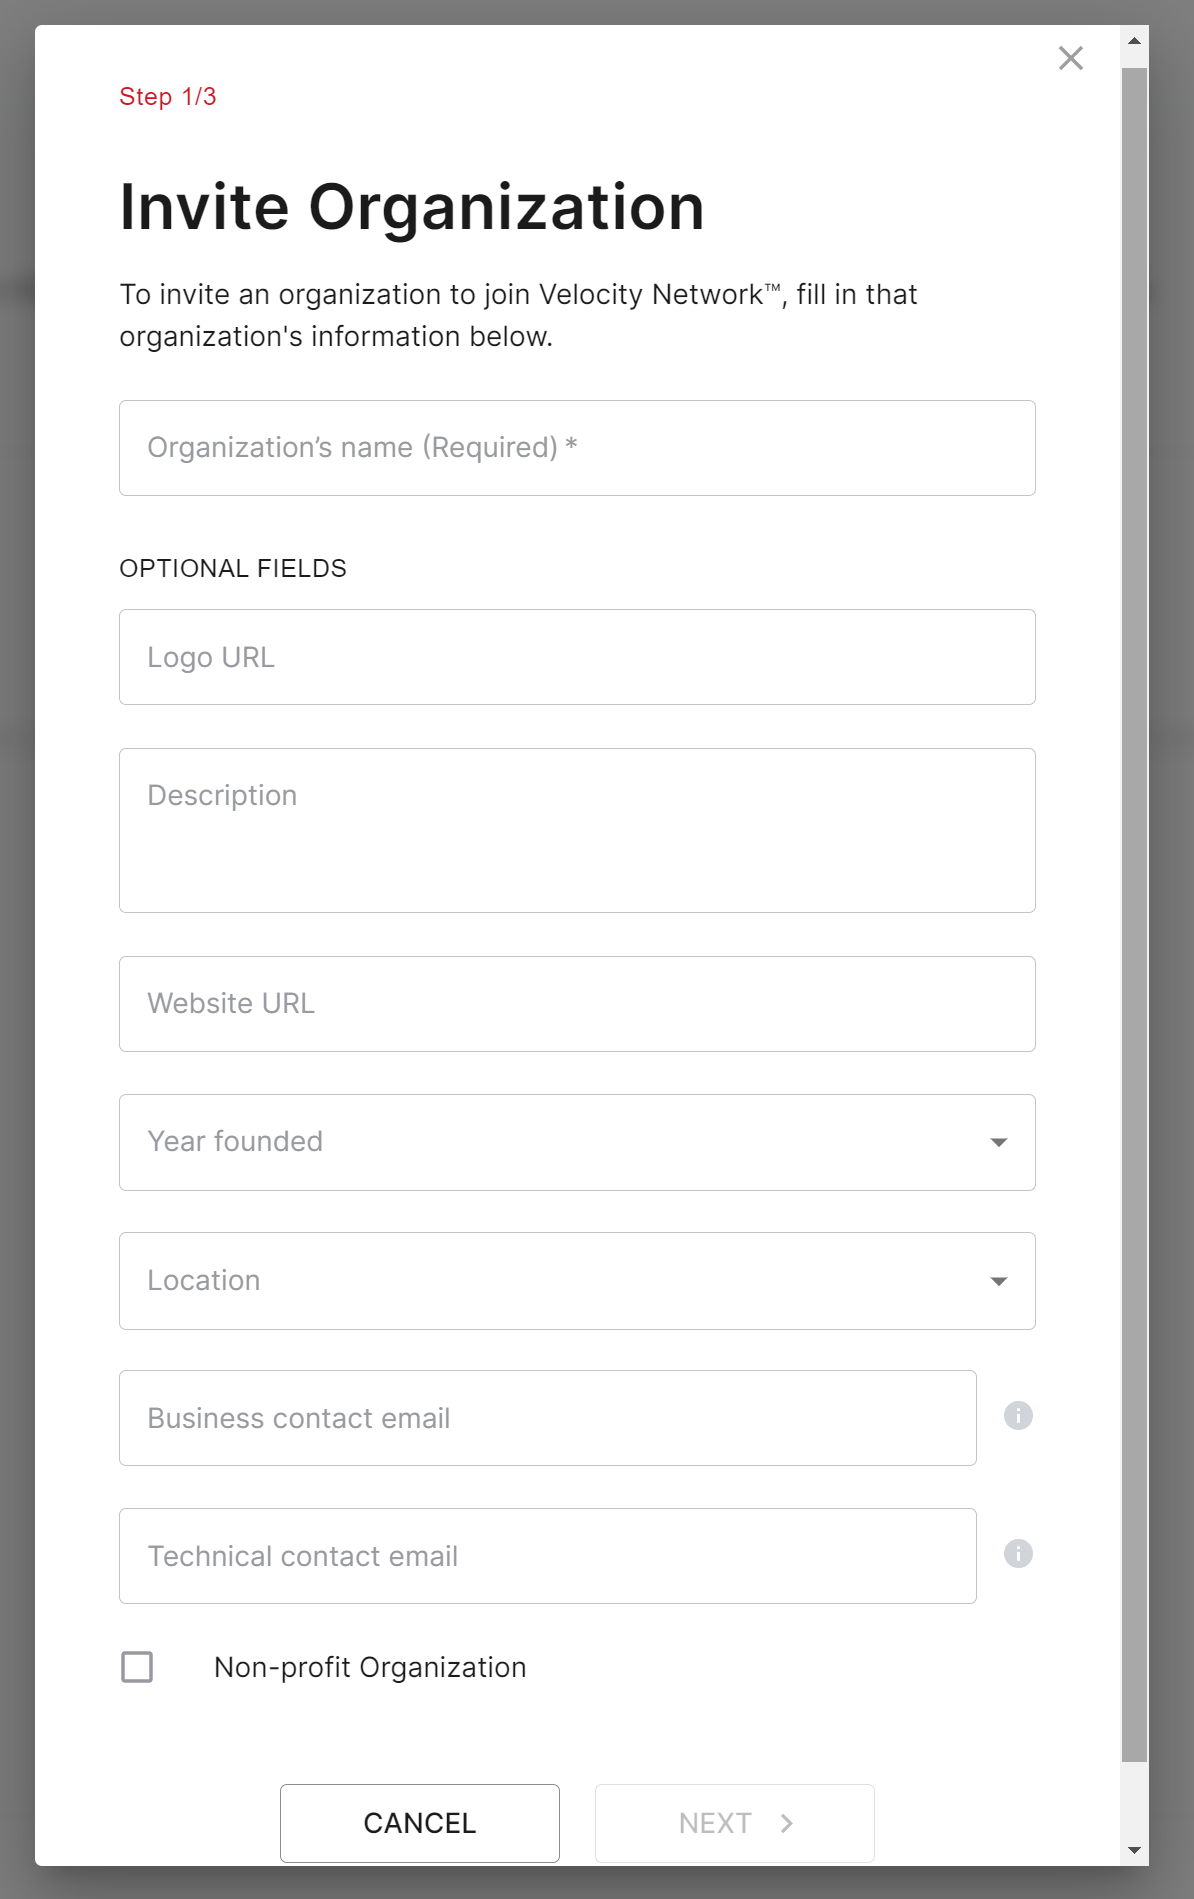 Step 1/3
Invite Organization
To invite an organization to join Velocity Network™, fill in that
organization's information below.
Organization’s name (Required) *
OPTIONAL FIELDS
Logo URL
Description
Website URL
Year founded
Location
Business contact email
Technical contact email
Non-profit Organization
CANCEL
NEXT